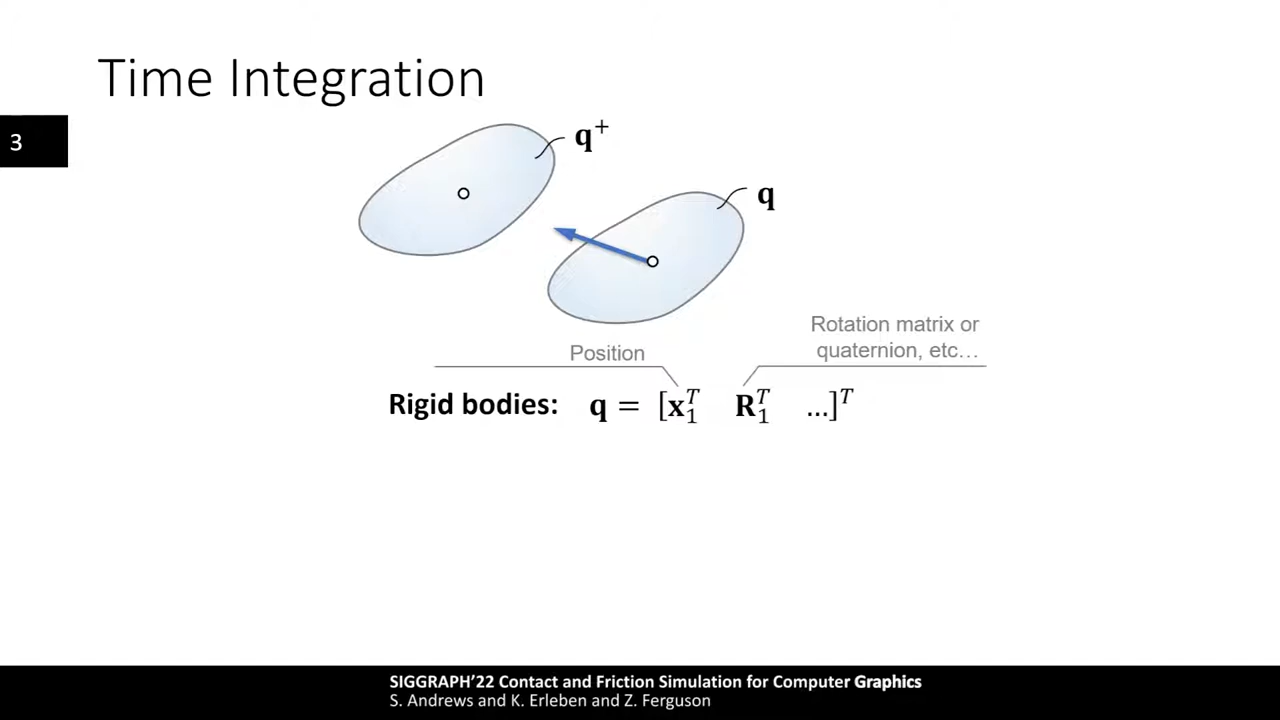 Time Integration
3
q⁺
q
Rotation matrix or
quaternion, etc…
Position
Rigid bodies: q = [x₁ᵀ R₁ᵀ …]ᵀ
SIGGRAPH’22 Contact and Friction Simulation for Computer Graphics
S. Andrews and K. Erleben and Z. Ferguson